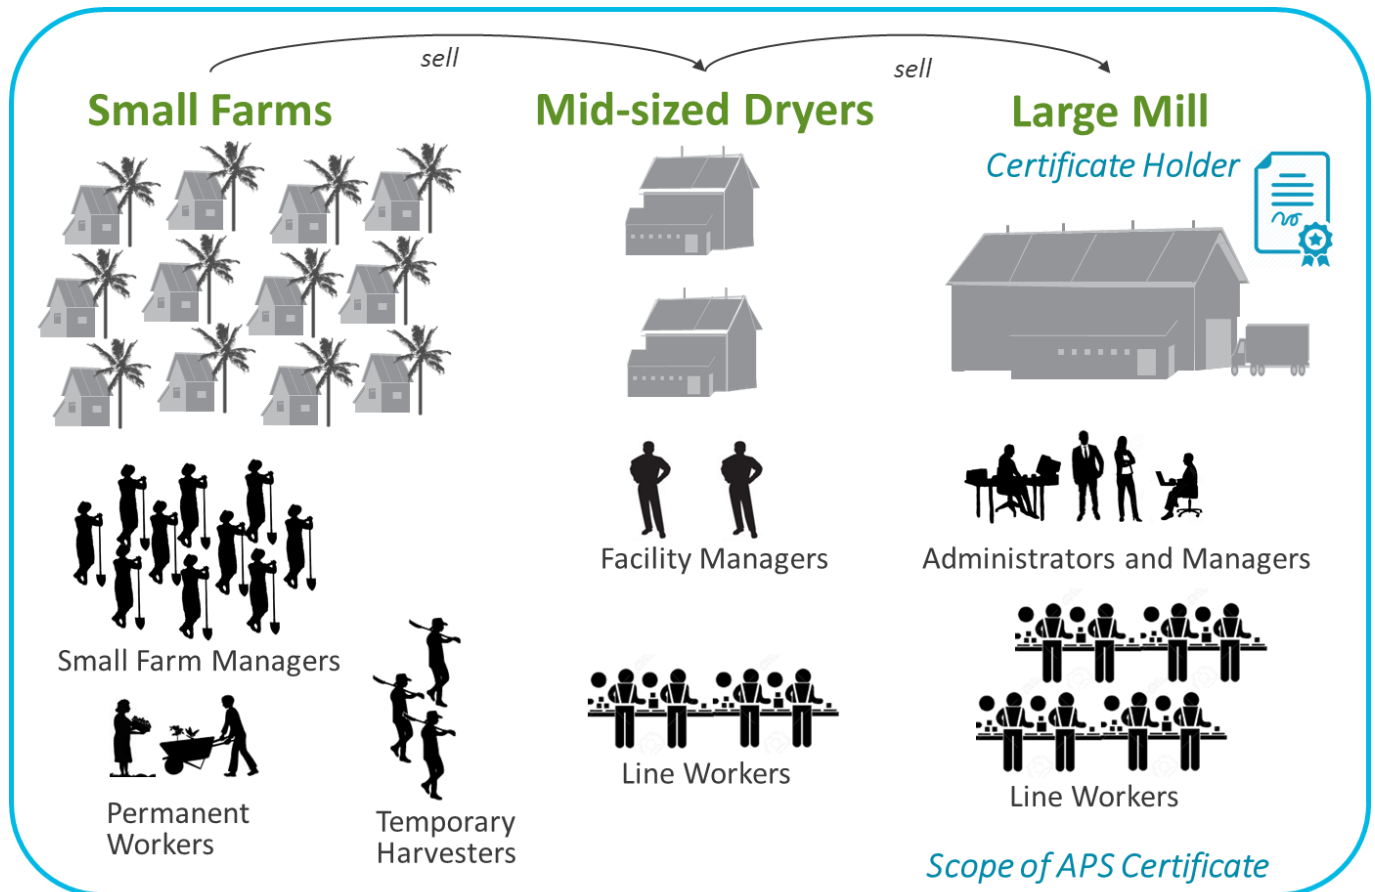 sell
sell
Small Farms
Mid-sized Dryers
Large Mill
Certificate Holder
Facility Managers
Administrators and Managers
Small Farm Managers
Line Workers
Line Workers
Permanent
Workers
Temporary
Harvesters
Scope of APS Certificate